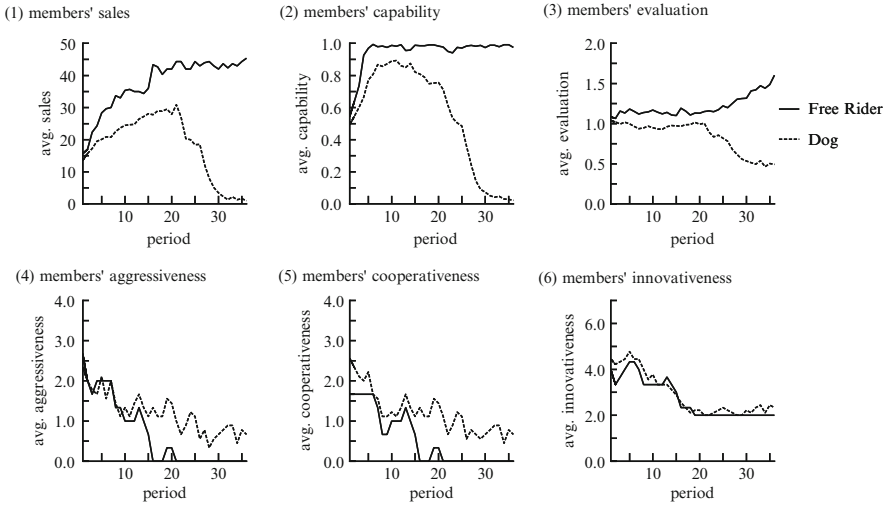 (1) members' sales
50
40
30
20
10
0
avg. sales
10
20
30
period
(2) members' capability
1.0
0.8
0.6
0.4
0.2
0.0
avg. capability
10
20
30
period
(3) members' evaluation
2.0
1.5
1.0
0.5
0.0
avg. evaluation
10
20
30
period
Free Rider
Dog
(4) members' aggressiveness
4.0
3.0
2.0
1.0
0.0
avg. aggressiveness
10
20
30
period
(5) members' cooperativeness
4.0
3.0
2.0
1.0
0.0
avg. cooperativeness
10
20
30
period
(6) members' innovativeness
6.0
4.0
2.0
0.0
avg. innovativeness
10
20
30
period